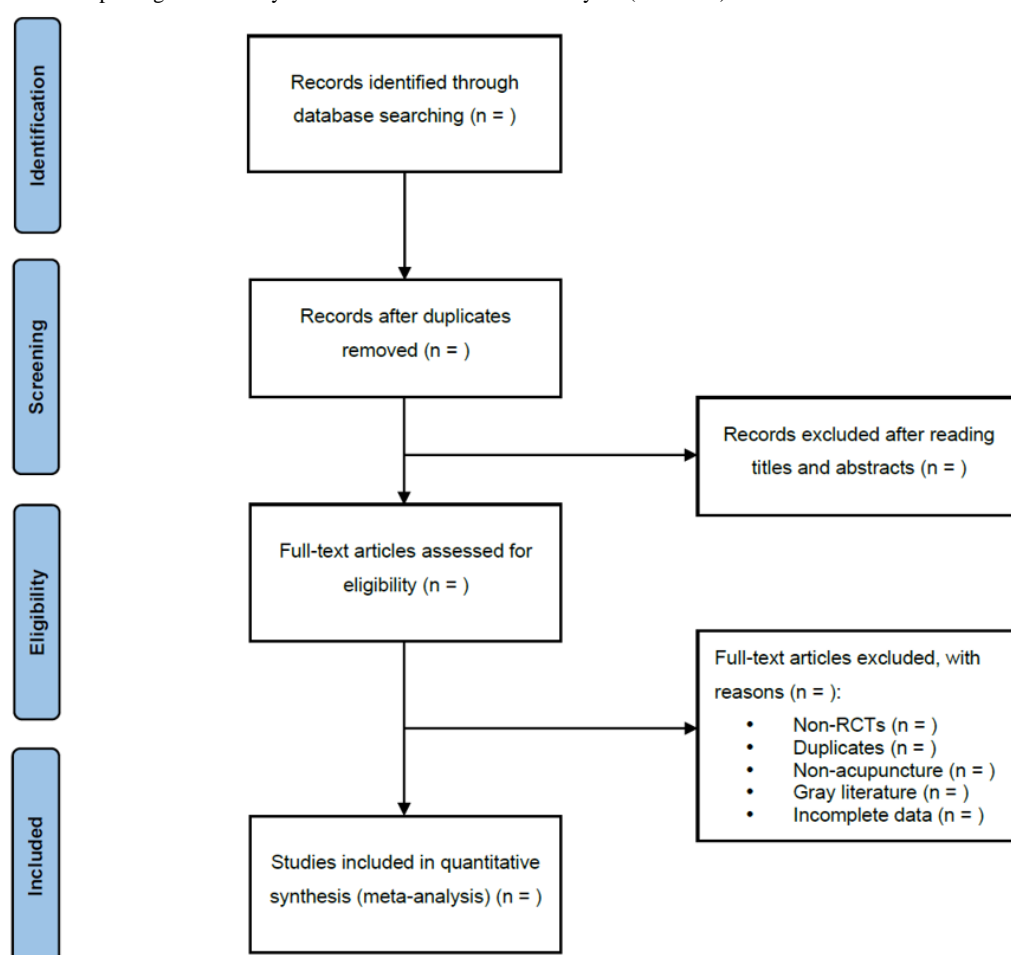 Identification
Records identified through
database searching (n = )
Screening
Records after duplicates
removed (n = )
Records excluded after reading
titles and abstracts (n = )
Eligibility
Full-text articles assessed for
eligibility (n = )
Full-text articles excluded, with
reasons (n = ):
• Non-RCTs (n = )
• Duplicates (n = )
• Non-acupuncture (n = )
• Gray literature (n = )
• Incomplete data (n = )
Included
Studies included in quantitative
synthesis (meta-analysis) (n = )